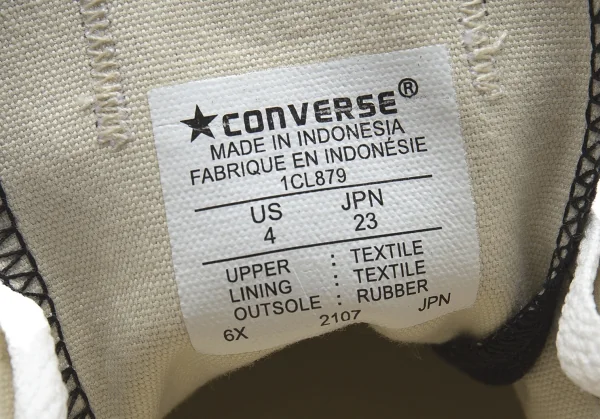 ★CONVERSE®
MADE IN INDONESIA
FABRIQUE EN INDONÉSIE
1CL879
US JPN
4 23
UPPER : TEXTILE
LINING : TEXTILE
OUTSOLE : RUBBER
6X 2107 JPN